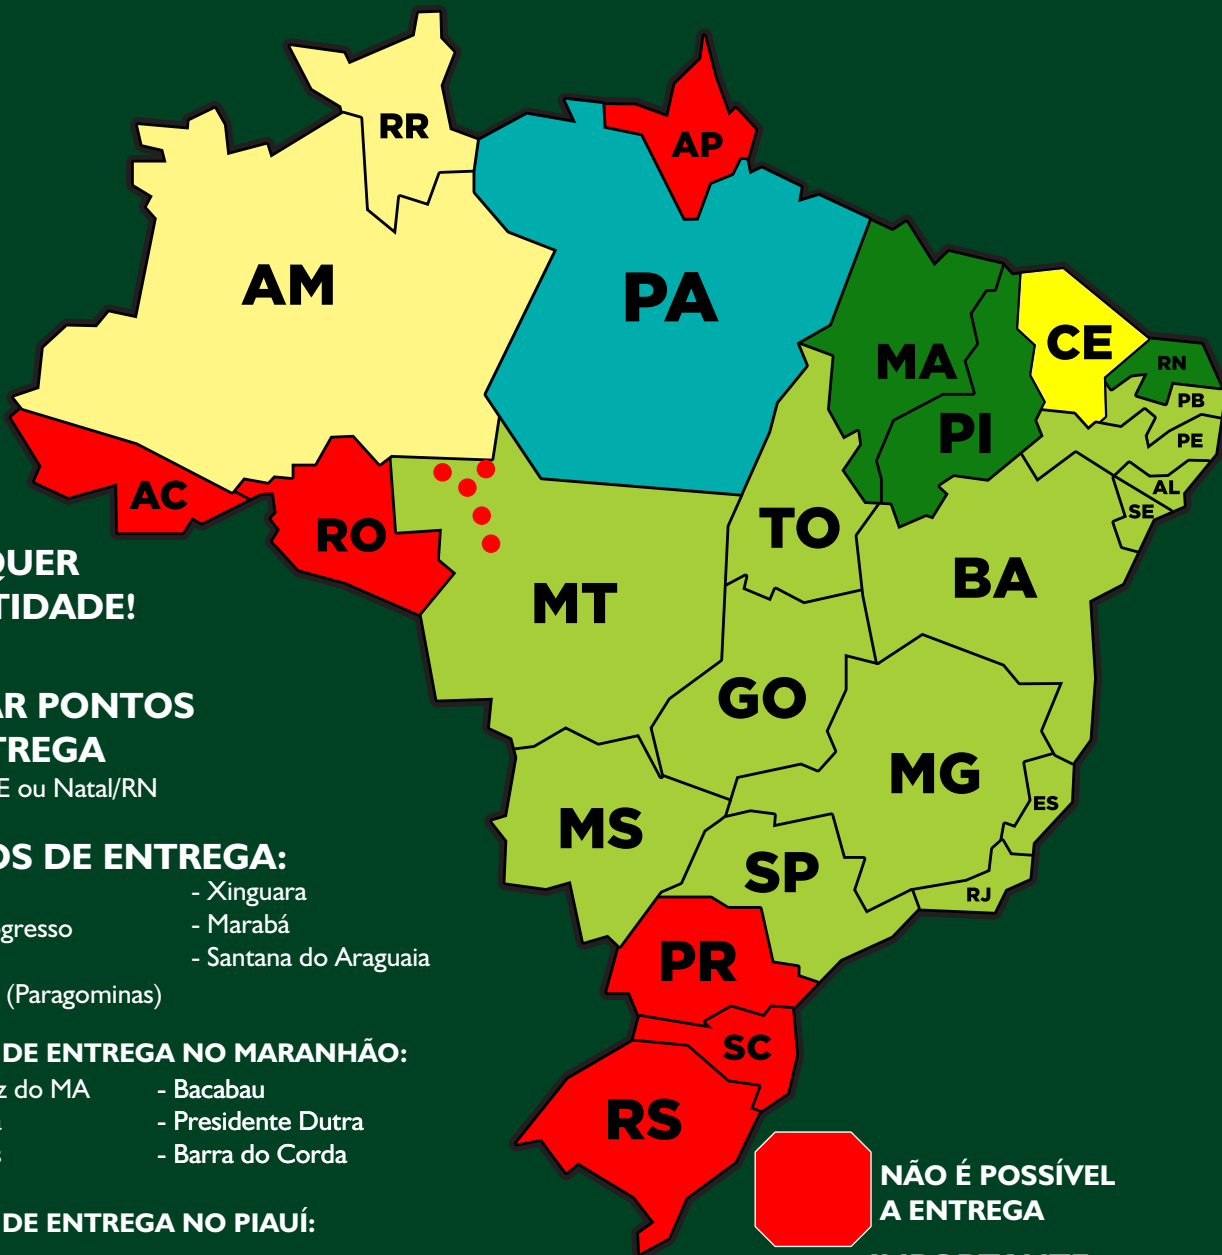 RR
AP
AM
PA
CE
MA
RN
PI
PB
PE
AL
SE
AC
RO
TO
BA
MT
GO
MG
ES
MS
SP
RJ
PR
SC
RS
QUER
TIDADE!
AR PONTOS
TREGA
E ou Natal/RN
OS DE ENTREGA:
- Xinguara
gresso
- Marabá
- Santana do Araguaia
(Paragominas)
DE ENTREGA NO MARANHÃO:
z do MA
- Bacabau
- Presidente Dutra
- Barra do Corda
DE ENTREGA NO PIAUÍ:
NÃO É POSSÍVEL
A ENTREGA